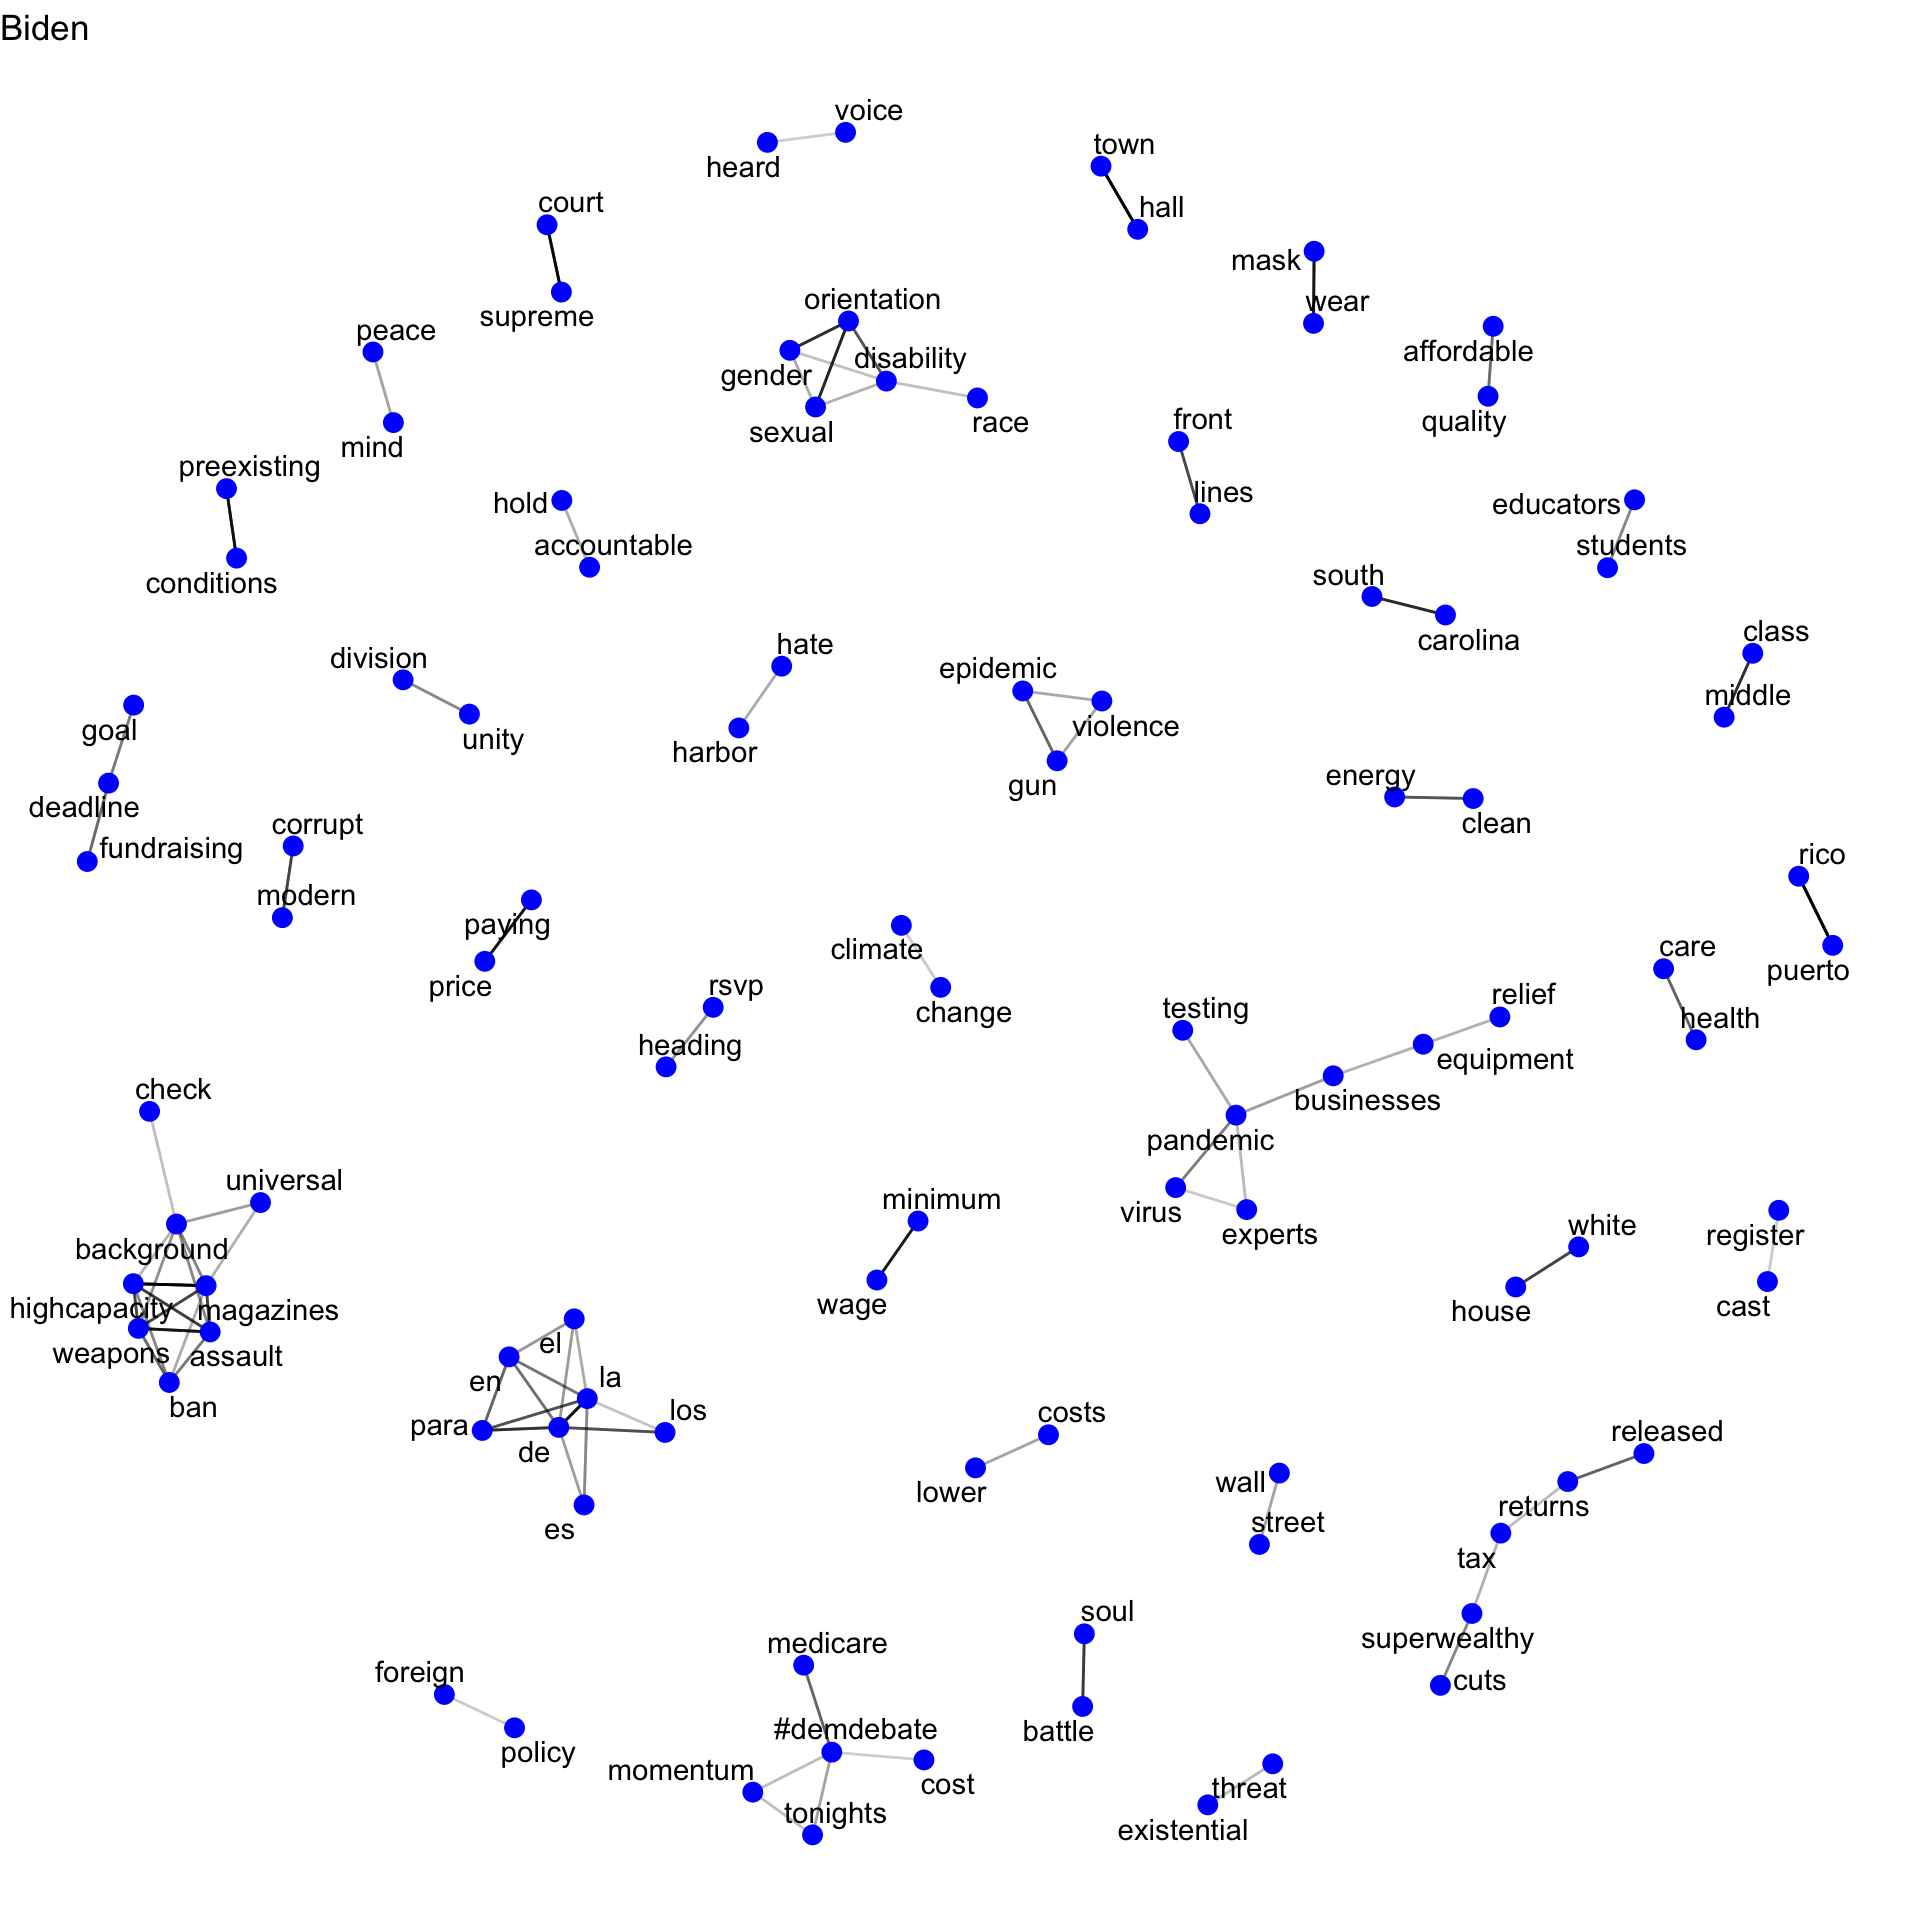 Biden
voice
heard
town
court
hall
mask
wear
supreme
orientation
peace
disability
affordable
gender
mind
sexual
race
quality
front
preexisting
hold
lines
educators
accountable
students
conditions
south
carolina
class
hate
division
epidemic
middle
goal
unity
violence
harbor
gun
energy
deadline
clean
corrupt
fundraising
rico
modern
paying
climate
care
puerto
price
rsvp
relief
change
testing
health
heading
equipment
check
businesses
pandemic
universal
minimum
virus
white
register
experts
background
highcapacity
magazines
wage
house
cast
el
weapons
assault
en
la
ban
los
costs
para
de
released
wall
lower
returns
street
es
tax
soul
superwealthy
medicare
foreign
cuts
#demdebate
battle
policy
momentum
cost
threat
tonights
existential